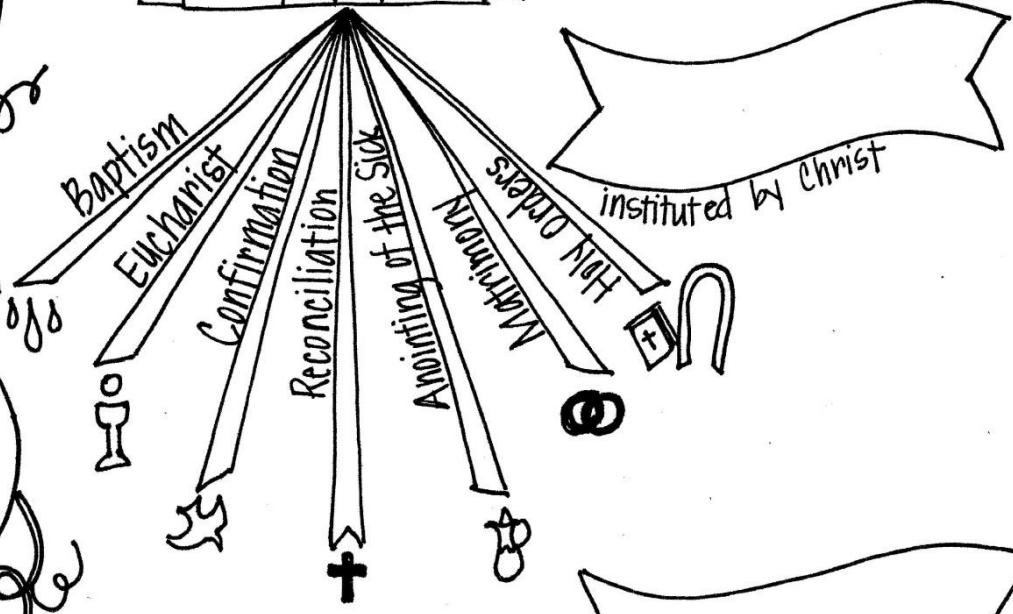 Baptism
Eucharist
Confirmation
Reconciliation
Anointing of the Sick
Matrimony
Holy Orders
instituted by Christ